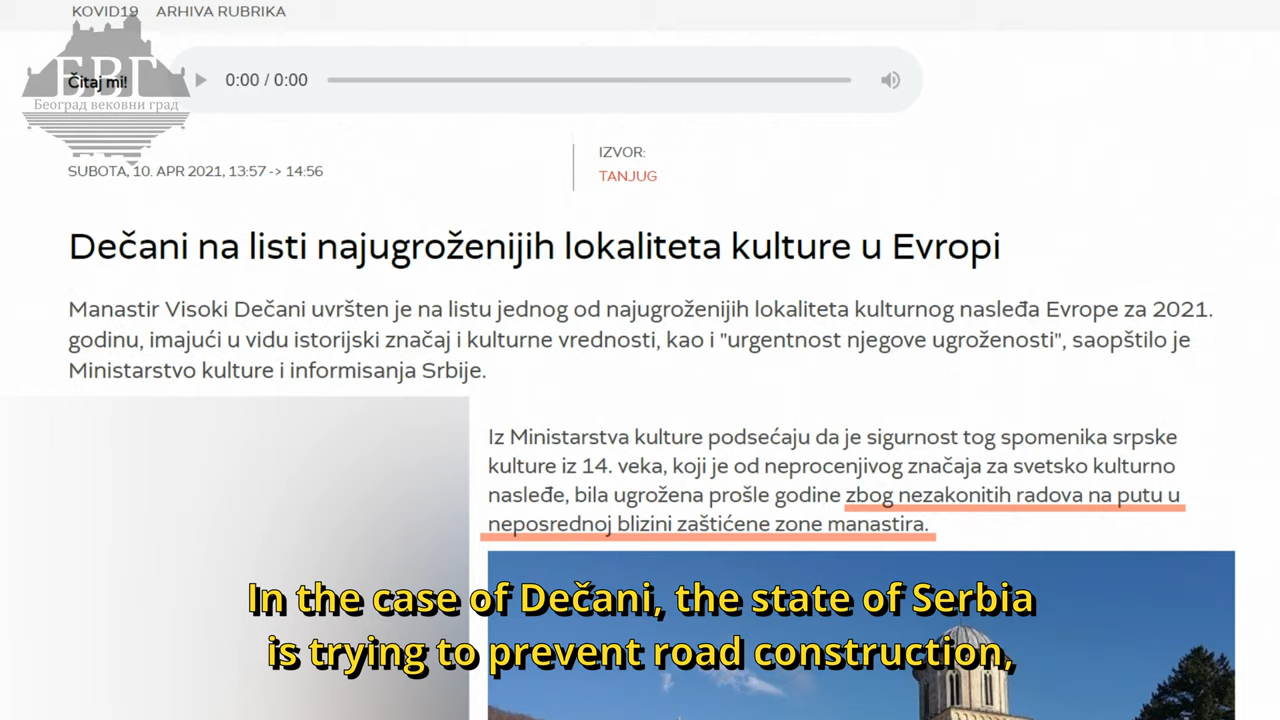 KOVID19 ARHIVA RUBRIKA
ЕВГ
Čitaj mi!
0:00 / 0:00
Београд вековни град
SUBOTA, 10. APR 2021, 13:57 -> 14:56
IZVOR:
TANJUG
Dečani na listi najugroženijih lokaliteta kulture u Evropi
Manastir Visoki Dečani uvršten je na listu jednog od najugroženijih lokaliteta kulturnog nasleđa Evrope za 2021.
godinu, imajući u vidu istorijski značaj i kulturne vrednosti, kao i "urgentnost njegove ugroženosti", saopštilo je
Ministarstvo kulture i informisanja Srbije.
Iz Ministarstva kulture podsećaju da je sigurnost tog spomenika srpske
kulture iz 14. veka, koji je od neprocenjivog značaja za svetsko kulturno
nasleđe, bila ugrožena prošle godine zbog nezakonitih radova na putu u
neposrednoj blizini zaštićene zone manastira.
In the case of Dečani, the state of Serbia
is trying to prevent road construction,